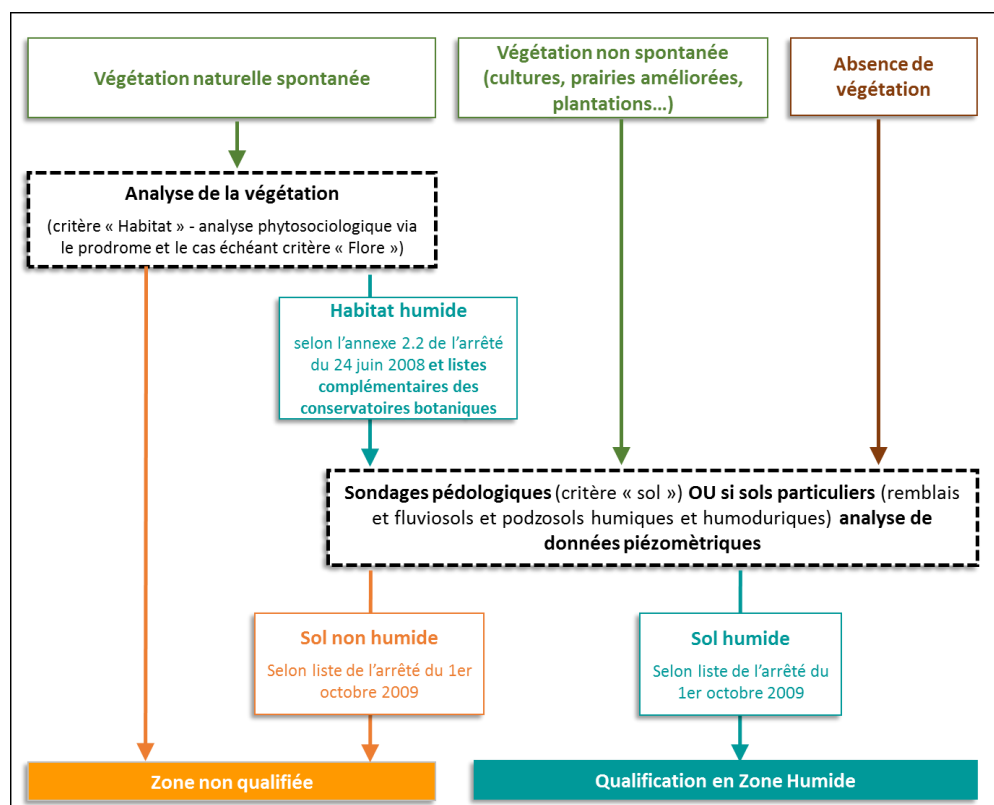 Végétation naturelle spontanée
Végétation non spontanée
(cultures, prairies améliorées,
plantations…)
Absence de
végétation
Analyse de la végétation
(critère « Habitat » - analyse phytosociologique via
le prodrome et le cas échéant critère « Flore »)
Habitat humide
selon l’annexe 2.2 de l’arrêté
du 24 juin 2008 et listes
complémentaires des
conservatoires botaniques
Sondages pédologiques (critère « sol ») OU si sols particuliers (remblais
et fluviosols et podzosols humiques et humoduriques) analyse de
données piézomètriques
Sol non humide
Selon liste de l’arrêté du 1er
octobre 2009
Sol humide
Selon liste de l’arrêté du
1er octobre 2009
Zone non qualifiée
Qualification en Zone Humide